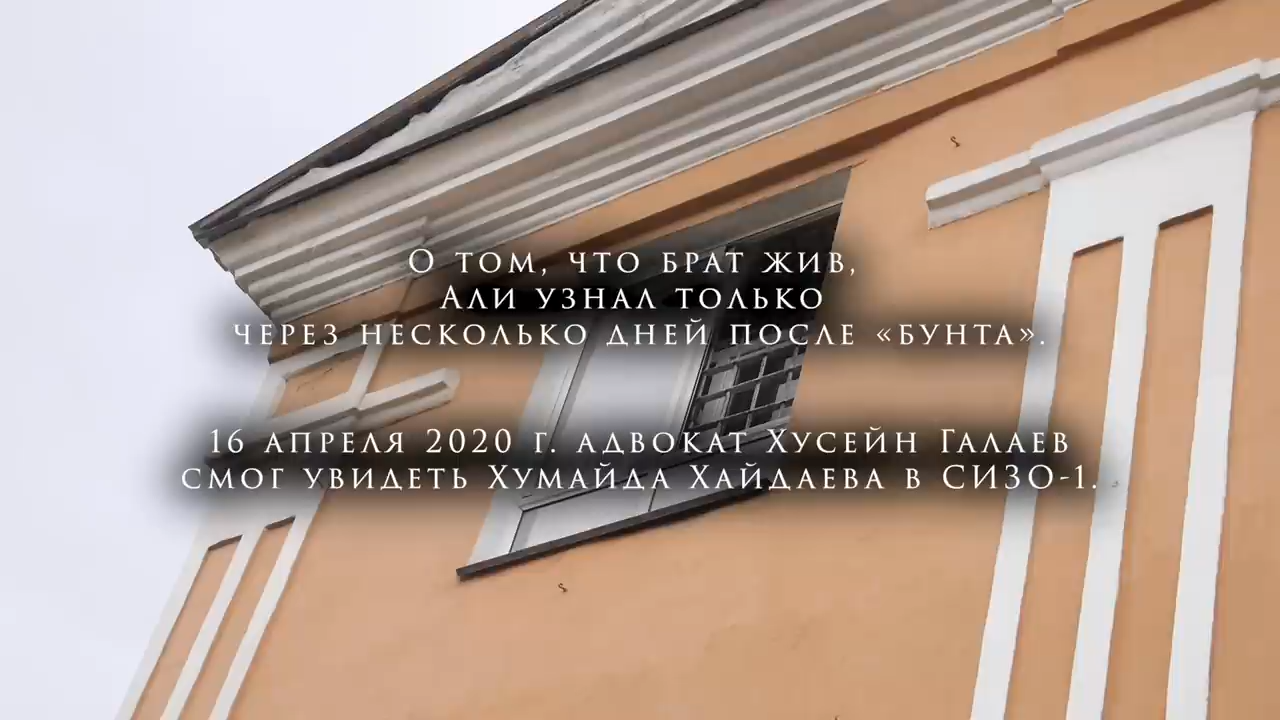 О том, что брат жив,
Али узнал только
через несколько дней после «бунта».
16 апреля 2020 г. адвокат Хусейн Галаев
смог увидеть Хумайда Хайдаева в СИЗО-1.